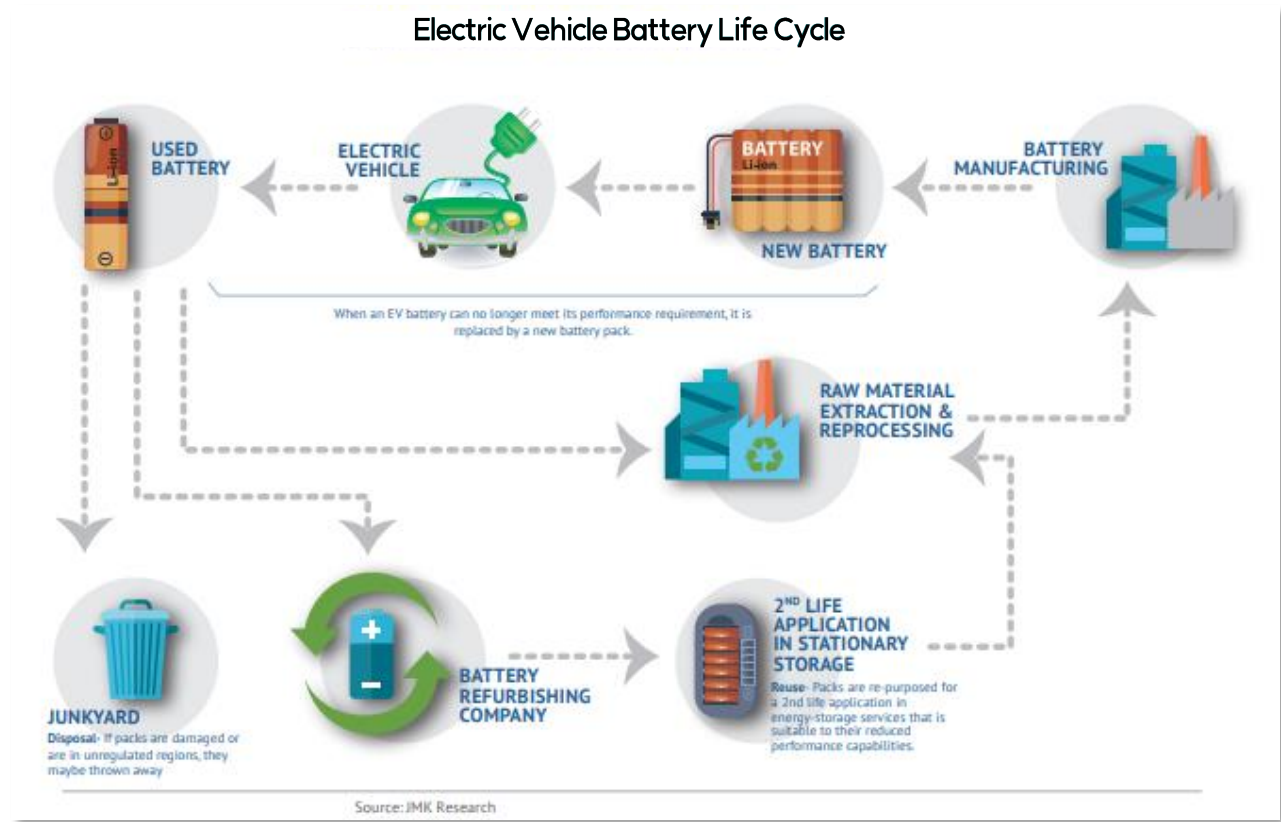 Electric Vehicle Battery Life Cycle
USED
BATTERY
Li-ion
ELECTRIC
VEHICLE
BATTERY
Li-ion
NEW BATTERY
BATTERY
MANUFACTURING
When an EV battery can no longer meet its performance requirement, it is
replaced by a new battery pack.
RAW MATERIAL
EXTRACTION &
REPROCESSING
JUNKYARD
Disposal- If packs are damaged or
are in unregulated regions, they
maybe thrown away
BATTERY
REFURBISHING
COMPANY
2ND LIFE
APPLICATION
IN STATIONARY
STORAGE
Reuse- Packs are re-purposed for
a 2nd life application in
energy-storage services that is
suitable to their reduced
performance capabilities.
Source: JMK Research